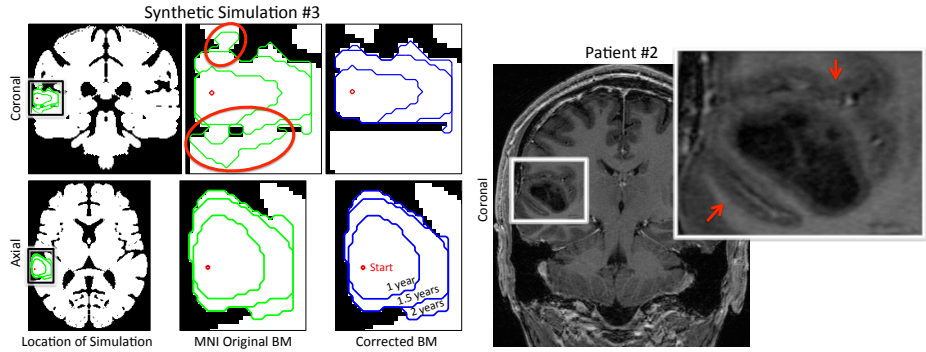 Synthetic Simulation #3
Coronal
Axial
Start
1 year
1.5 years
2 years
Location of Simulation
MNI Original BM
Corrected BM
Patient #2
Coronal